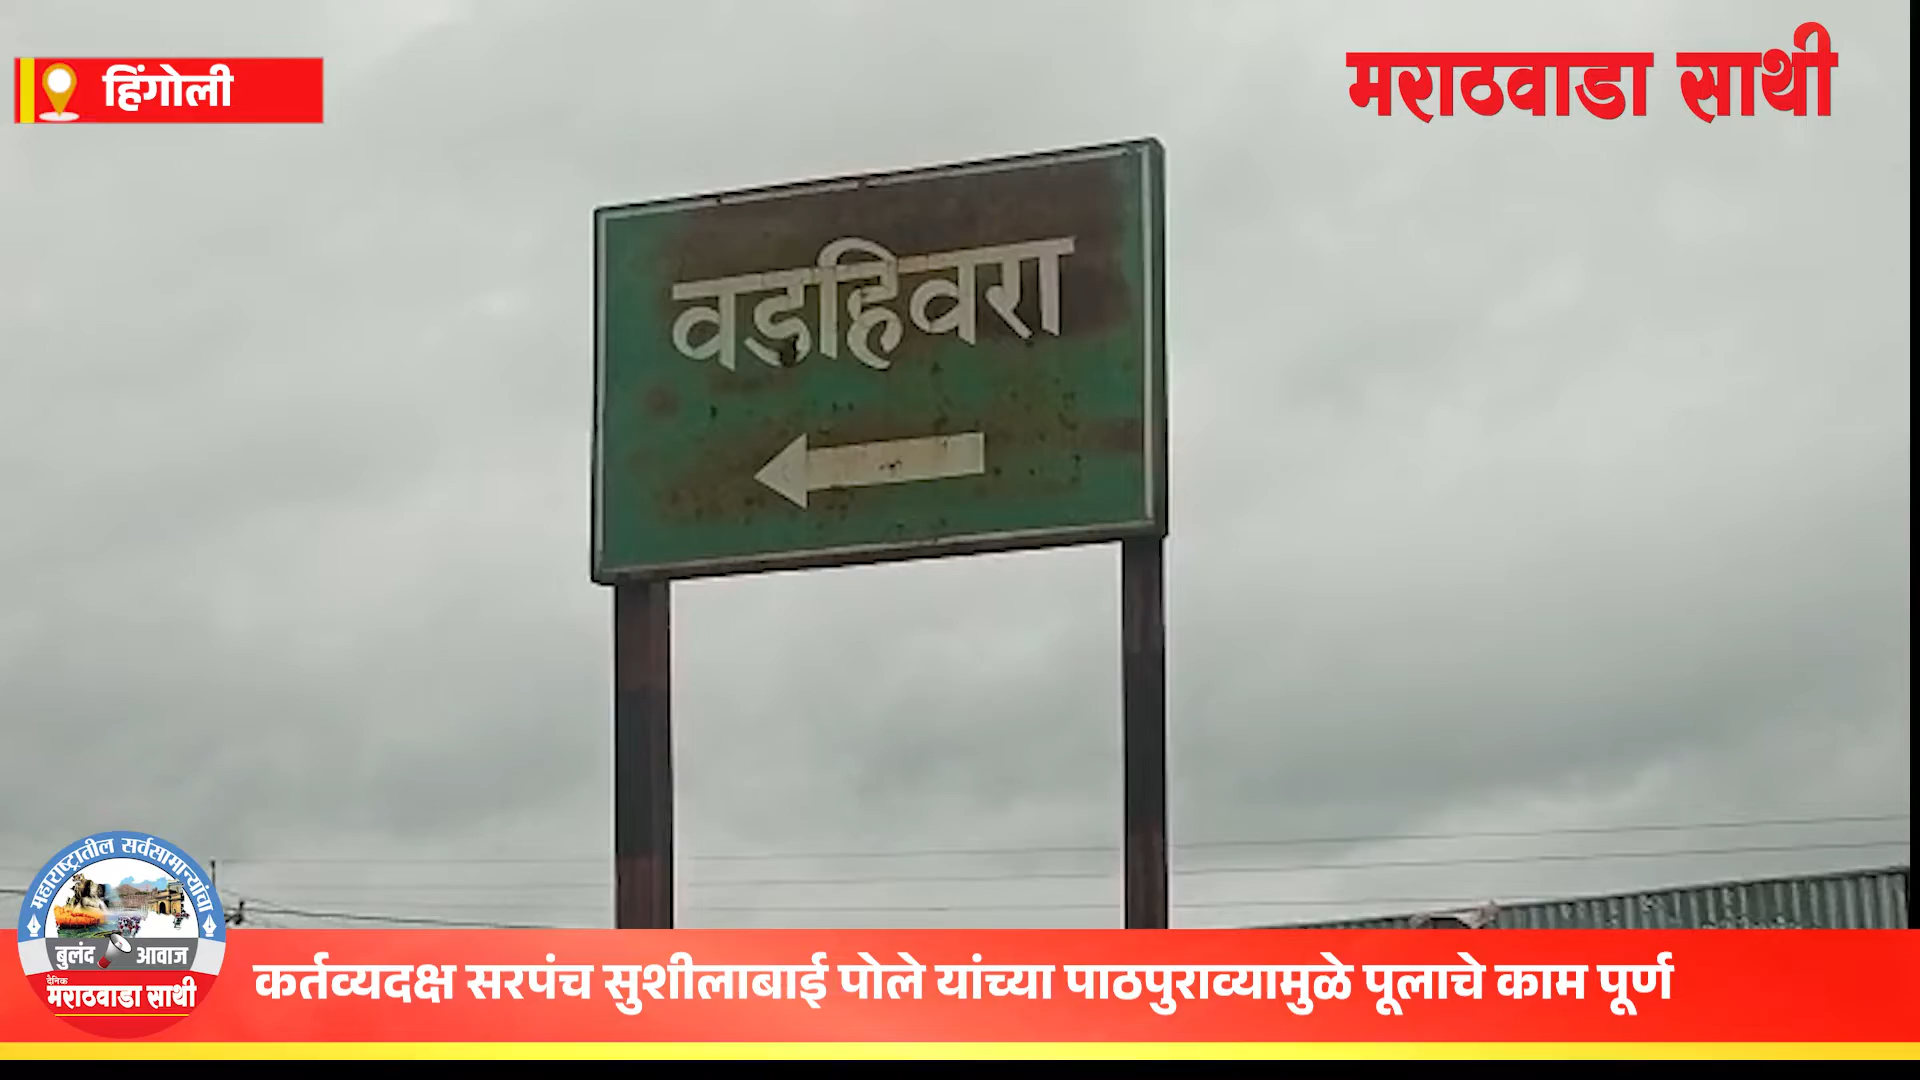 हिंगोली
मराठवाडा साथी
वडहिवरा
महाराष्ट्रातील सर्वसामान्यांचा
बुलंद आवाज
दैनिक
मराठवाडा साथी
कर्तव्यदक्ष सरपंच सुशीलाबाई पोले यांच्या पाठपुराव्यामुळे पूलाचे काम पूर्ण